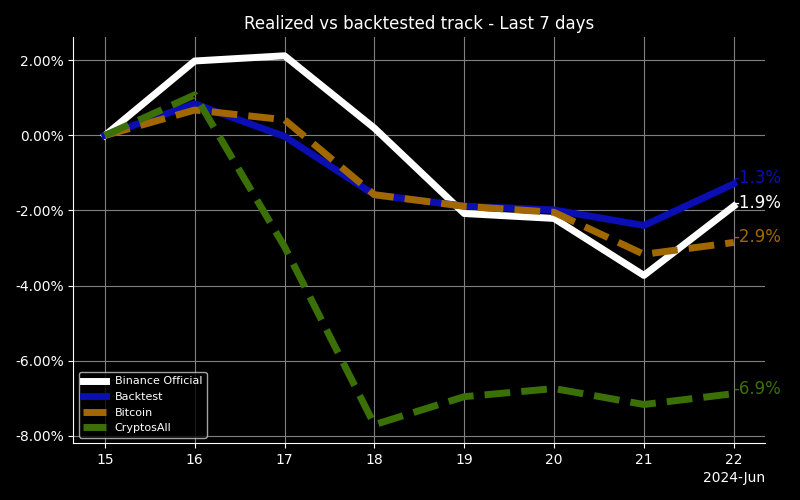 Realized vs backtested track - Last 7 days
2.00%
0.00%
-2.00%
-4.00%
-6.00%
-8.00%
-1.3%
-1.9%
-2.9%
-6.9%
Binance Official
Backtest
Bitcoin
CryptosAll
15 16 17 18 19 20 21 22
2024-Jun